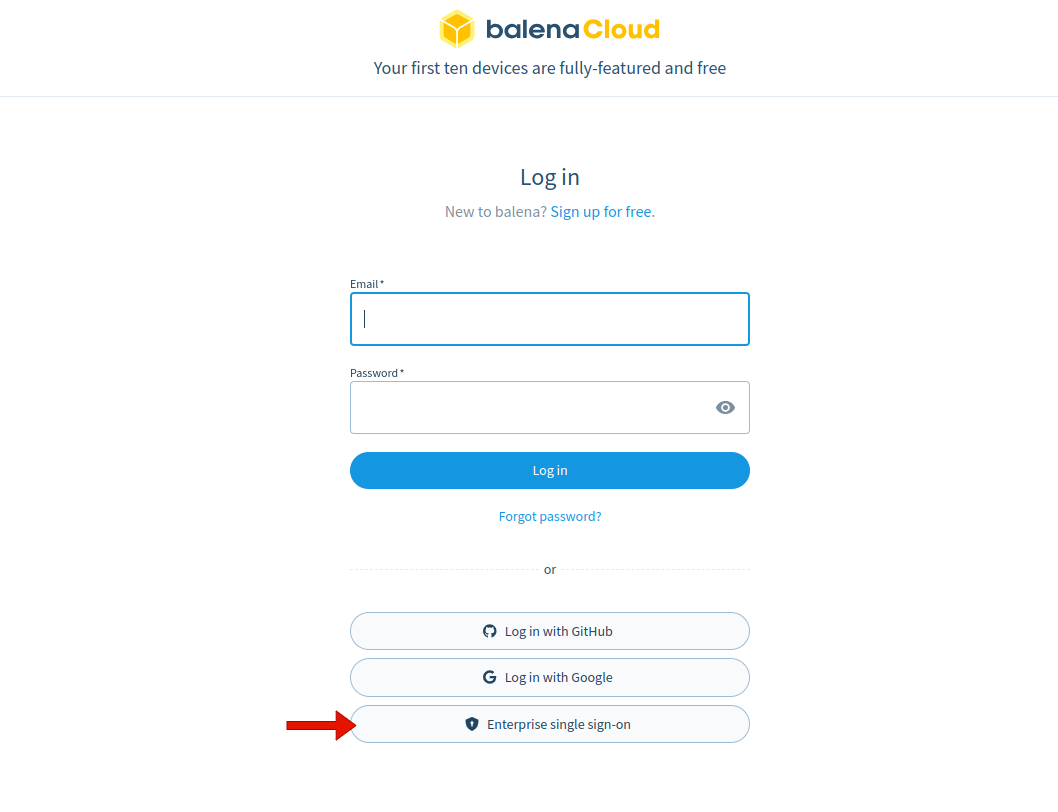 balenaCloud
Your first ten devices are fully-featured and free
Log in
New to balena? Sign up for free.
Email *
Password *
Log in
Forgot password?
or
Log in with GitHub
Log in with Google
Enterprise single sign-on